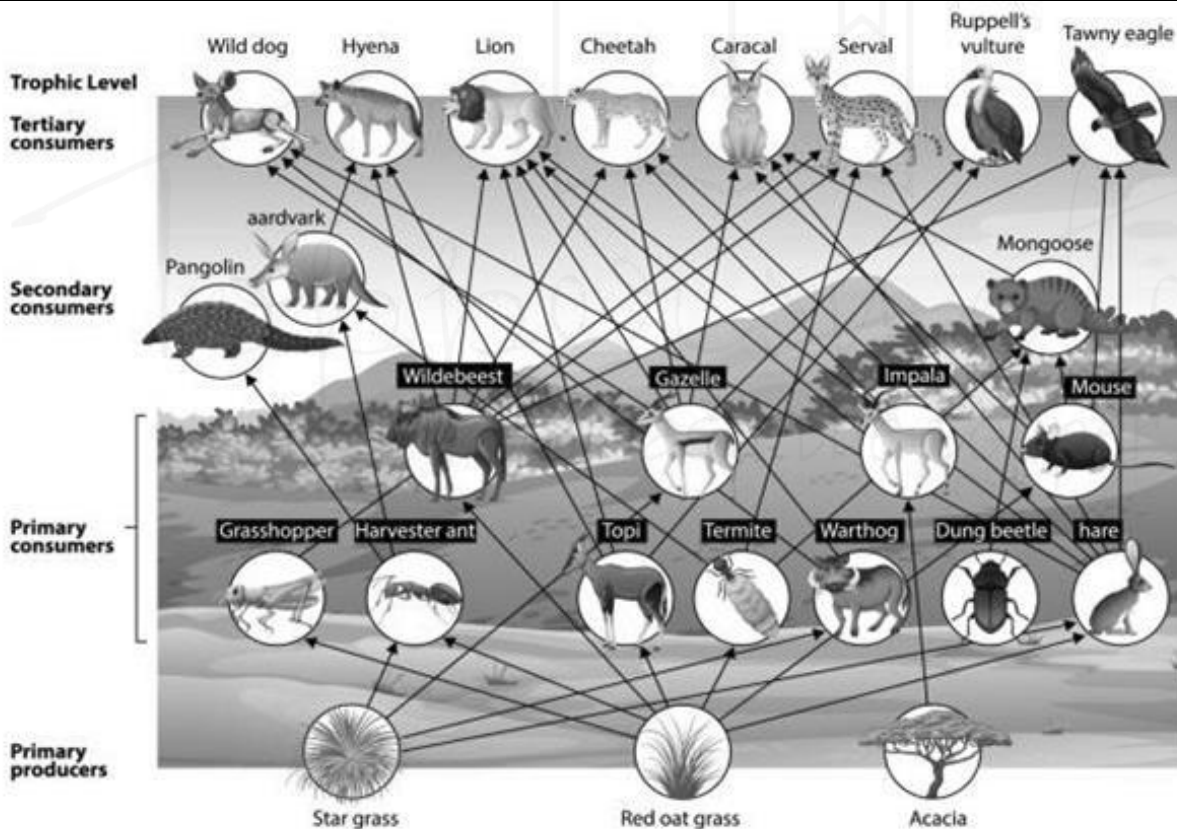 Wild dog
Hyena
Lion
Cheetah
Caracal
Serval
Ruppell's
vulture
Tawny eagle
Trophic Level
Tertiary
consumers
aardvark
Pangolin
Mongoose
Secondary
consumers
Wildebeest
Gazelle
Impala
Mouse
Primary
consumers
Grasshopper
Harvester ant
Topi
Termite
Warthog
Dung beetle
hare
Primary
producers
Star grass
Red oat grass
Acacia